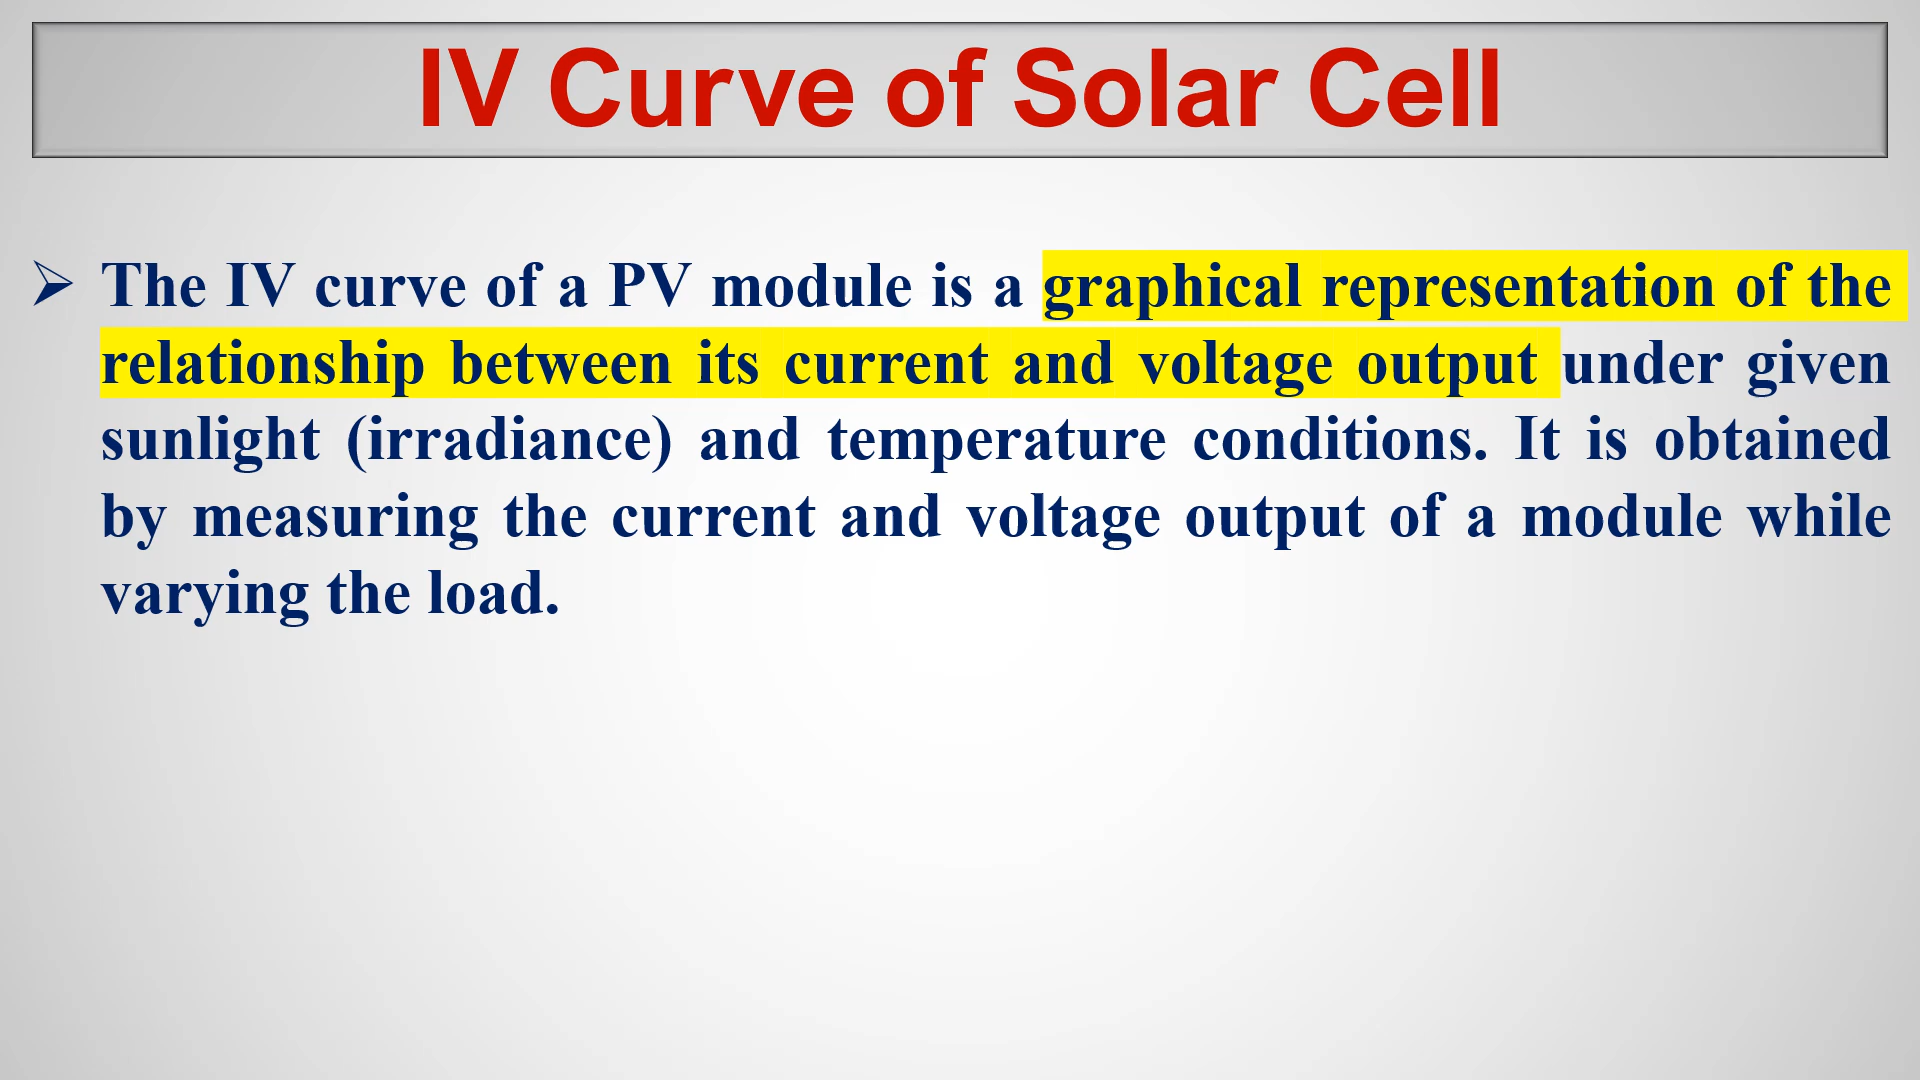 IV Curve of Solar Cell
➢ The IV curve of a PV module is a graphical representation of the
relationship between its current and voltage output under given
sunlight (irradiance) and temperature conditions. It is obtained
by measuring the current and voltage output of a module while
varying the load.